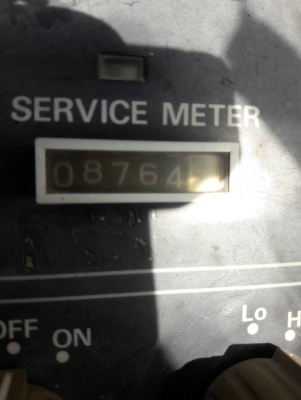 SERVICE METER
08764
Lo H
OFF ON